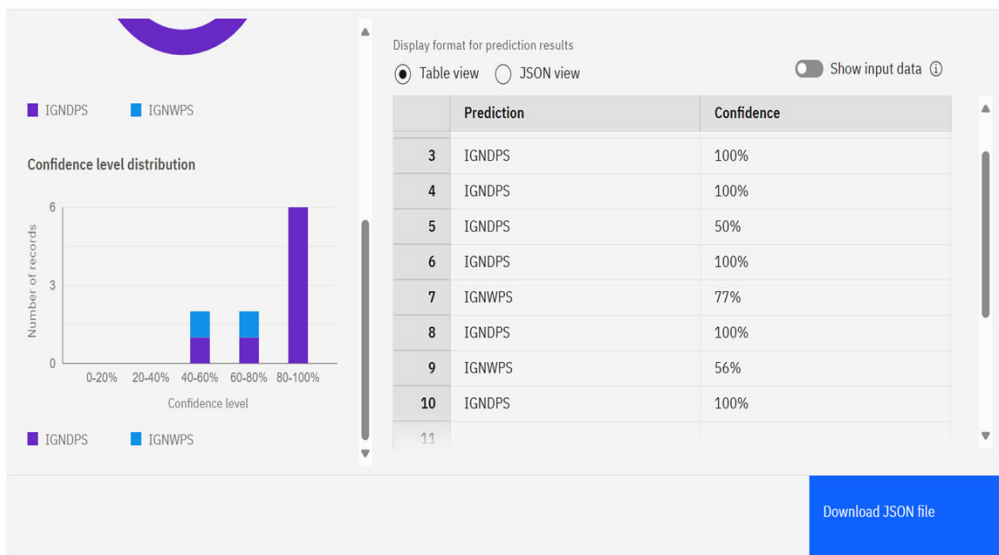 IGNDPS IGNWPS
Confidence level distribution
6
3
0
Number of records
0-20% 20-40% 40-60% 60-80% 80-100%
Confidence level
IGNDPS IGNWPS
Display format for prediction results
Table view JSON view
Show input data
Prediction Confidence
3 IGNDPS 100%
4 IGNDPS 100%
5 IGNDPS 50%
6 IGNDPS 100%
7 IGNWPS 77%
8 IGNDPS 100%
9 IGNWPS 56%
10 IGNDPS 100%
11
Download JSON file